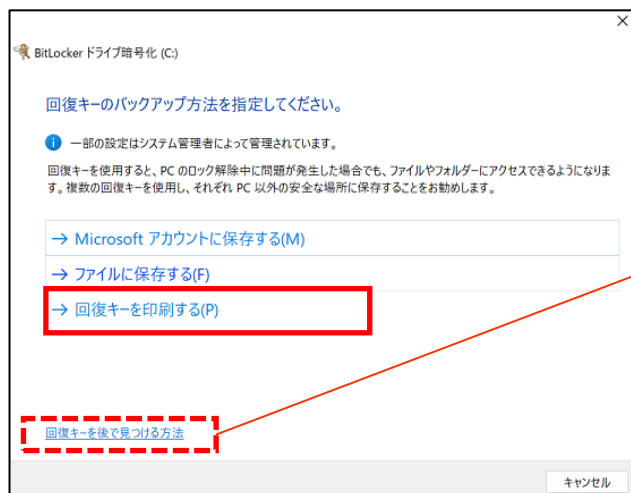 BitLocker ドライブ暗号化 (C:)
回復キーのバックアップ方法を指定してください。
一部の設定はシステム管理者によって管理されています。
回復キーを使用すると、PC のロック解除中に問題が発生した場合でも、ファイルやフォルダーにアクセスできるようになりま
す。複数の回復キーを使用し、それぞれ PC 以外の安全な場所に保存することをお勧めします。
→ Microsoft アカウントに保存する(M)
→ ファイルに保存する(F)
→ 回復キーを印刷する(P)
回復キーを後で見つける方法
キャンセル